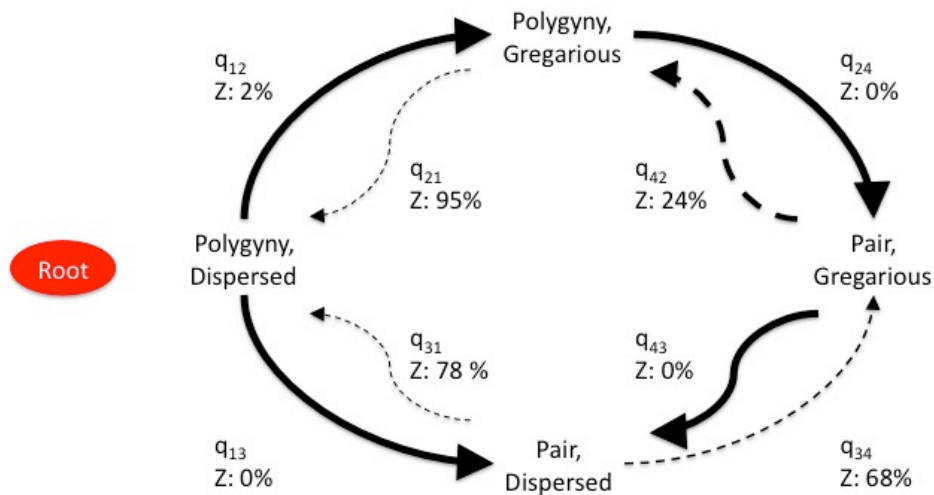 Polygyny,
Gregarious
q12
Z: 2%
q24
Z: 0%
q21
Z: 95%
q42
Z: 24%
Root
Polygyny,
Dispersed
Pair,
Gregarious
q31
Z: 78 %
q43
Z: 0%
q13
Z: 0%
Pair,
Dispersed
q34
Z: 68%